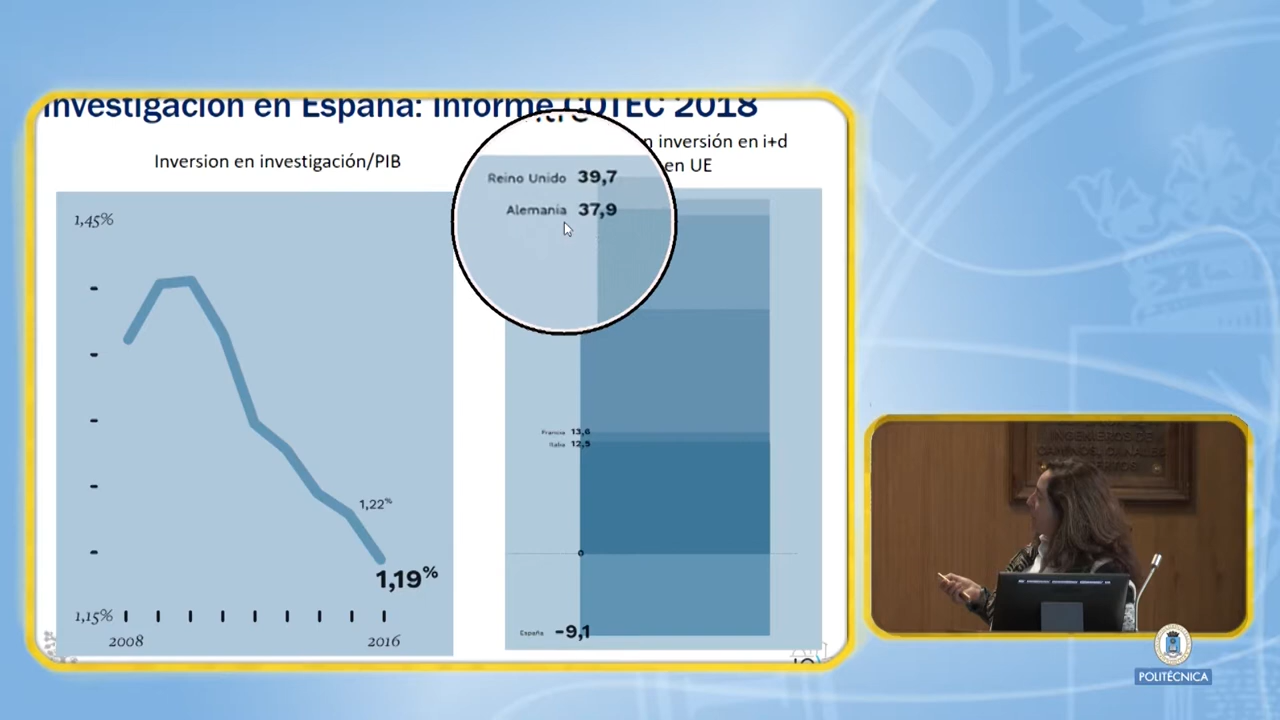 Investigación en España: Informe COTEC 2018
Inversion en investigación/PIB
n inversión en i+d
en UE
1,45%
1,22%
1,19%
1,15%
2008
2016
Reino Unido 39,7
Alemania 37,9
Francia 13,6
Italia 12,5
0
España -9,1
INGENIEROS DE
CAMINOS, CANALES
POLITÉCNICA